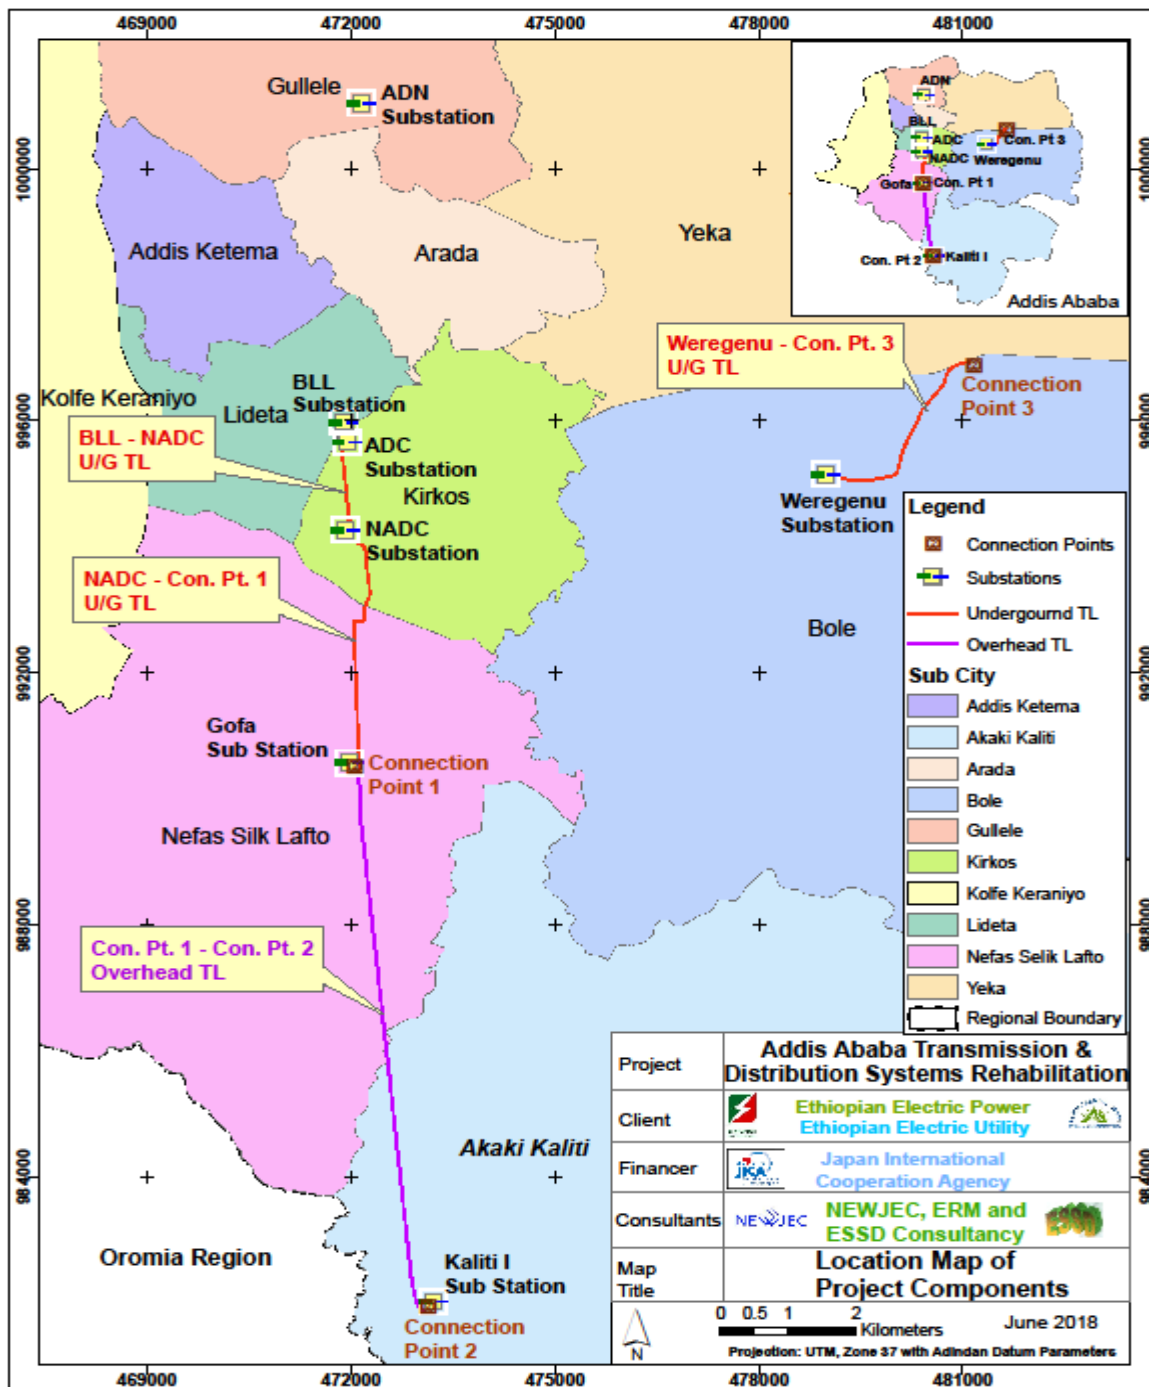 469000
472000
475000
478000
481000
Gullele
ADN
Substation
Addis Ketema
Arada
Yeka
ADN
BLL
ADC
NADC
Con. Pt 3
Weregenu
Gofa
Con. Pt 1
Con. Pt 2
Kaliti I
Addis Ababa
1000000
1000000
Weregenu - Con. Pt. 3
U/G TL
Connection
Point 3
Kolfe Keraniyo
Lideta
BLL
Substation
996000
996000
BLL - NADC
U/G TL
ADC
Substation
Kirkos
Weregenu
Substation
NADC
Substation
NADC - Con. Pt. 1
U/G TL
Bole
992000
992000
Gofa
Sub Station
Connection
Point 1
Nefas Silk Lafto
988000
988000
Con. Pt. 1 - Con. Pt. 2
Overhead TL
Akaki Kaliti
984000
984000
Oromia Region
Kaliti I
Sub Station
Connection
Point 2
Legend
Connection Points
Substations
Undergournd TL
Overhead TL
Sub City
Addis Ketema
Akaki Kaliti
Arada
Bole
Gullele
Kirkos
Kolfe Keraniyo
Lideta
Nefas Selik Lafto
Yeka
Regional Boundary
Project
Addis Ababa Transmission &
Distribution Systems Rehabilitation
Client
Ethiopian Electric Power
Ethiopian Electric Utility
Financer
JICA
Japan International
Cooperation Agency
Consultants
NEWJEC
NEWJEC, ERM and
ESSD Consultancy
Map
Title
Location Map of
Project Components
N
0 0.5 1 2
Kilometers
June 2018
Projection: UTM, Zone 37 with Adindan Datum Parameters
469000
472000
475000
478000
481000